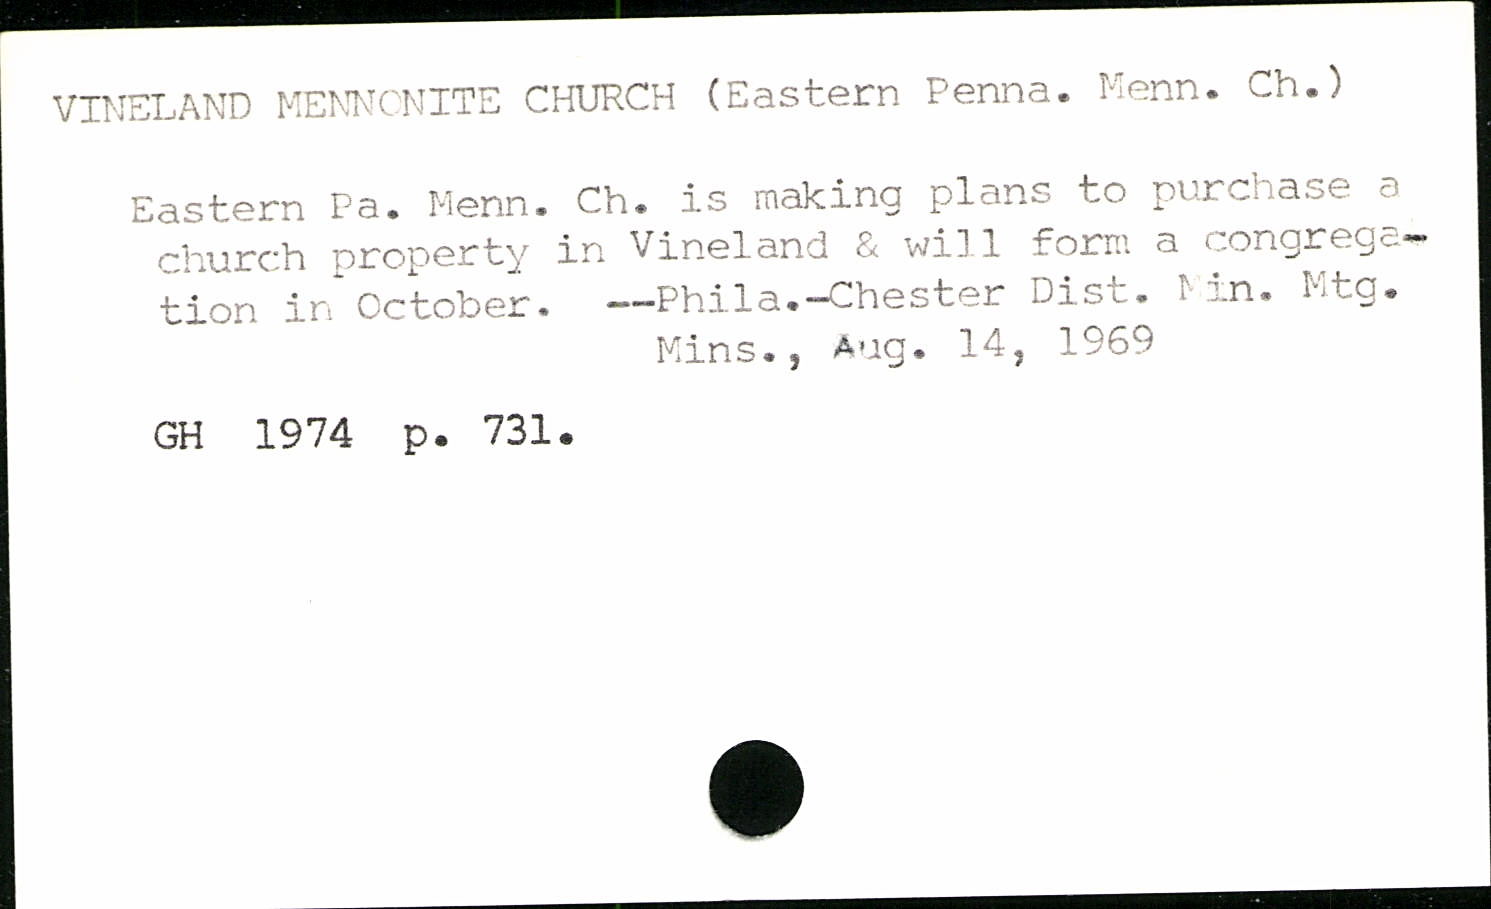 VINELAND MENNONITE CHURCH (Eastern Penna. Menn. Ch.)
Eastern Pa. Menn. Ch. is making plans to purchase a
church property in Vineland & will form a congrega-
tion in October. --Phila.-Chester Dist. Min. Mtg.
Mins., Aug. 14, 1969
GH 1974 p. 731.